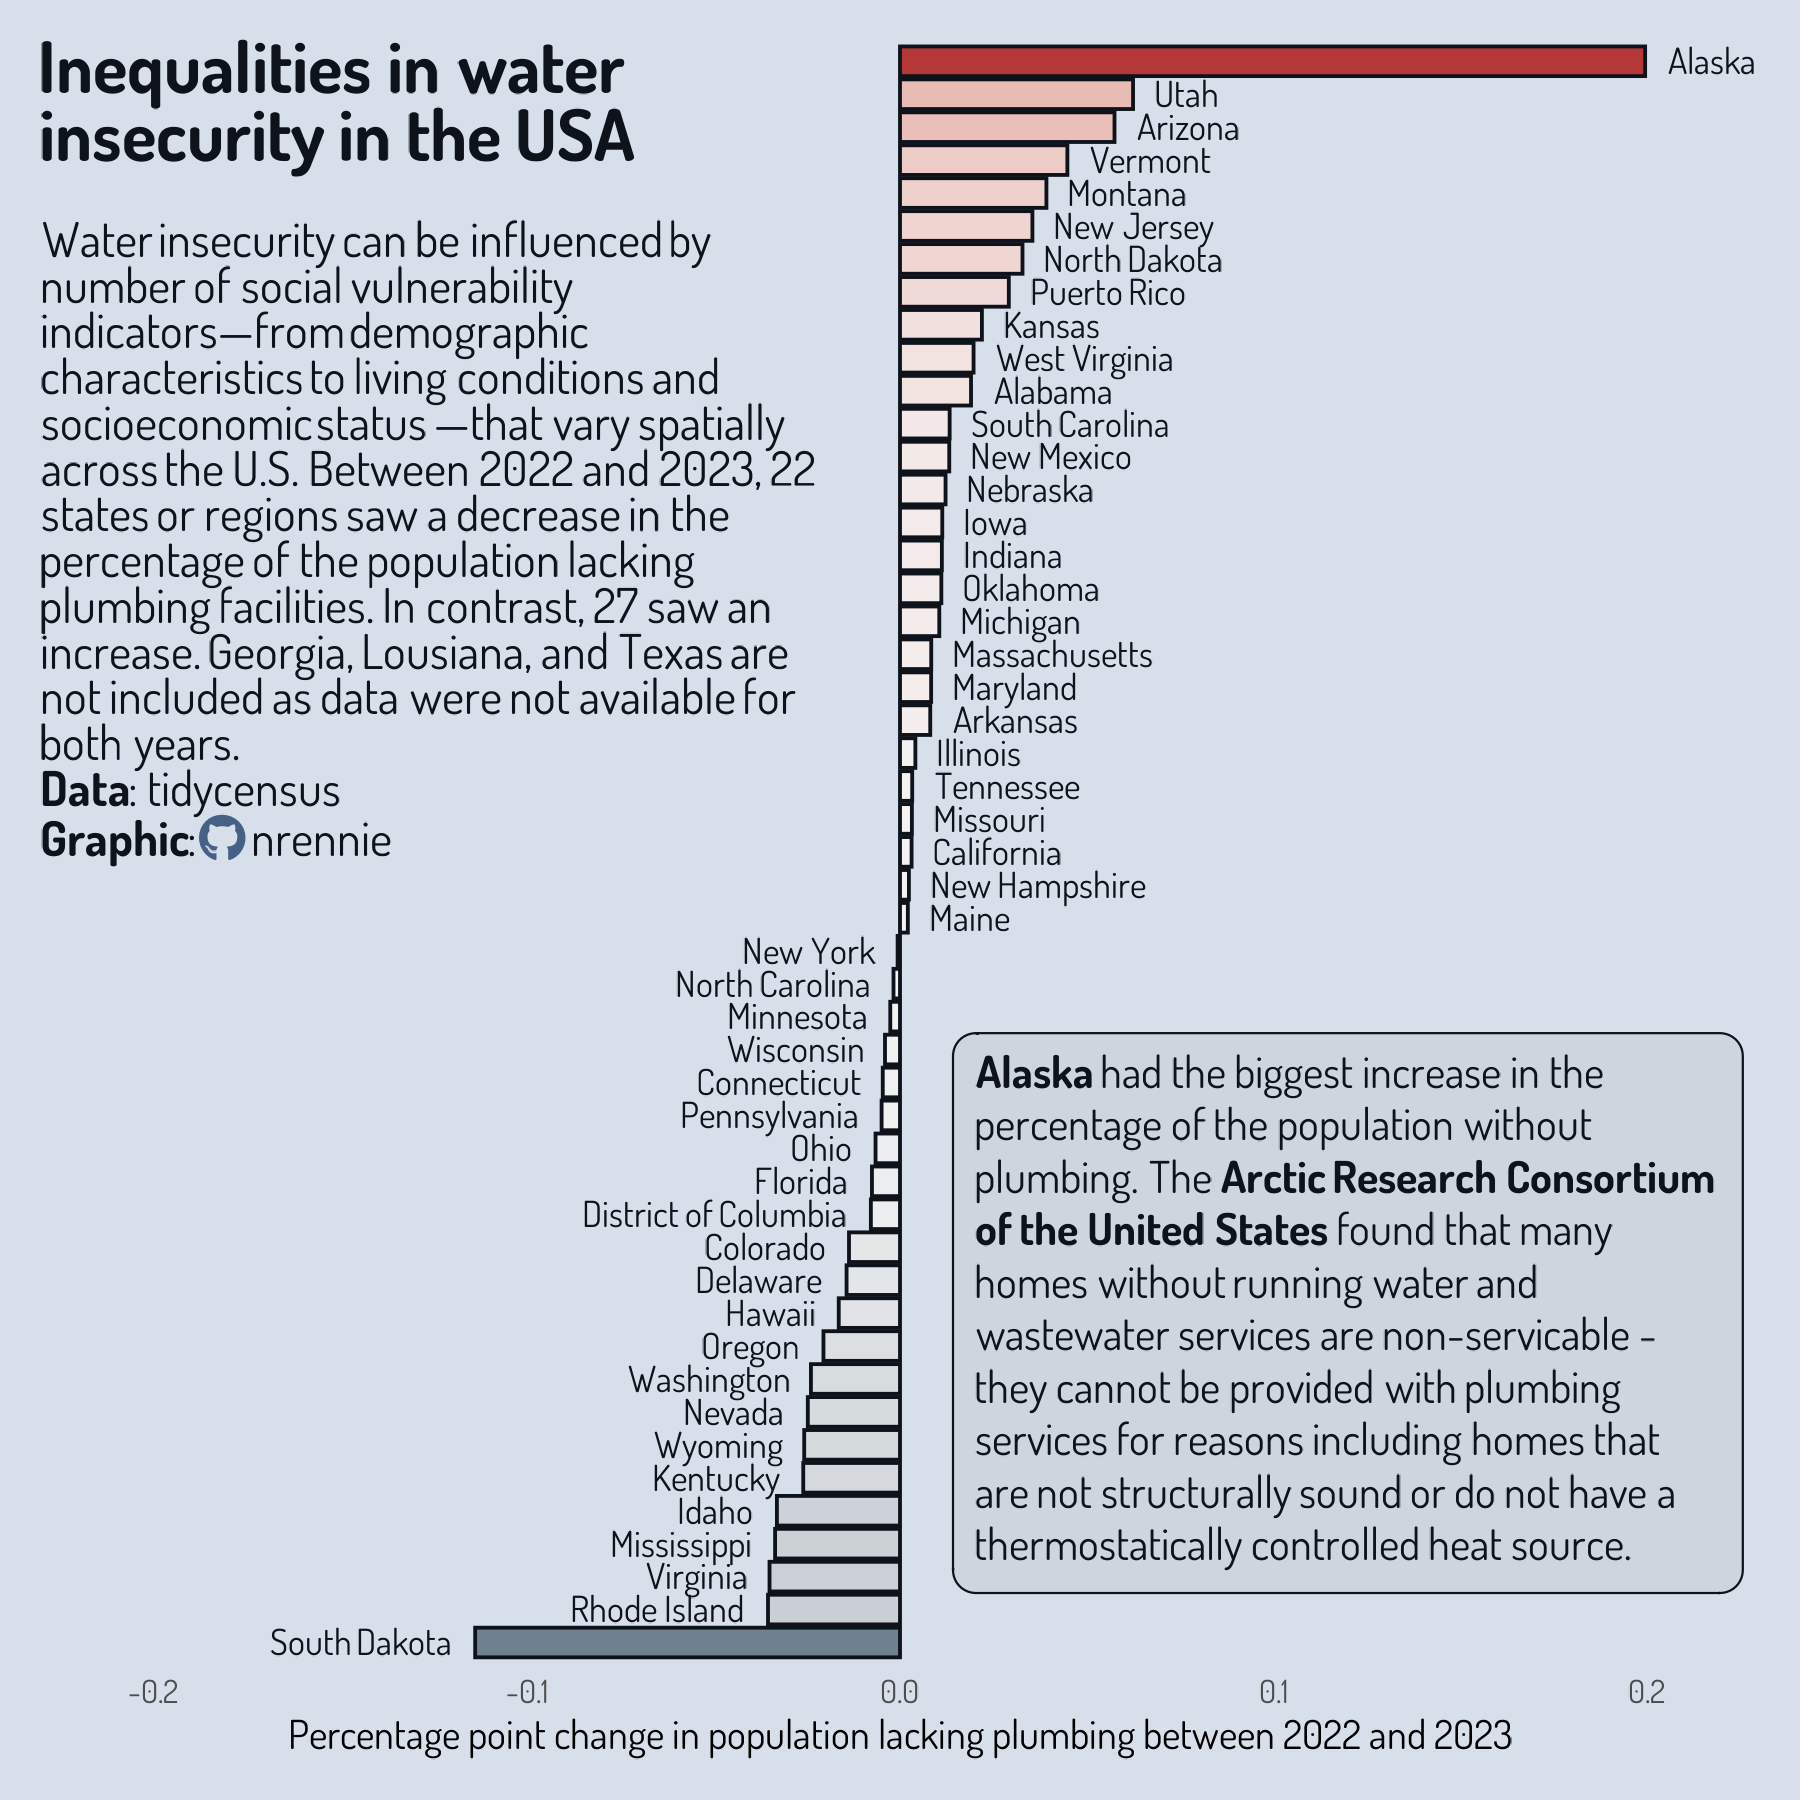 Inequalities in water
insecurity in the USA
Water insecurity can be influenced by
number of social vulnerability
indicators—from demographic
characteristics to living conditions and
socioeconomic status —that vary spatially
across the U.S. Between 2022 and 2023, 22
states or regions saw a decrease in the
percentage of the population lacking
plumbing facilities. In contrast, 27 saw an
increase. Georgia, Lousiana, and Texas are
not included as data were not available for
both years.
Data: tidycensus
Graphic: nrennie
Alaska
Utah
Arizona
Vermont
Montana
New Jersey
North Dakota
Puerto Rico
Kansas
West Virginia
Alabama
South Carolina
New Mexico
Nebraska
Iowa
Indiana
Oklahoma
Michigan
Massachusetts
Maryland
Arkansas
Illinois
Tennessee
Missouri
California
New Hampshire
Maine
New York
North Carolina
Minnesota
Wisconsin
Connecticut
Pennsylvania
Ohio
Florida
District of Columbia
Colorado
Delaware
Hawaii
Oregon
Washington
Nevada
Wyoming
Kentucky
Idaho
Mississippi
Virginia
Rhode Island
South Dakota
Alaska had the biggest increase in the
percentage of the population without
plumbing. The Arctic Research Consortium
of the United States found that many
homes without running water and
wastewater services are non-servicable -
they cannot be provided with plumbing
services for reasons including homes that
are not structurally sound or do not have a
thermostatically controlled heat source.
-0.2 -0.1 0.0 0.1 0.2
Percentage point change in population lacking plumbing between 2022 and 2023